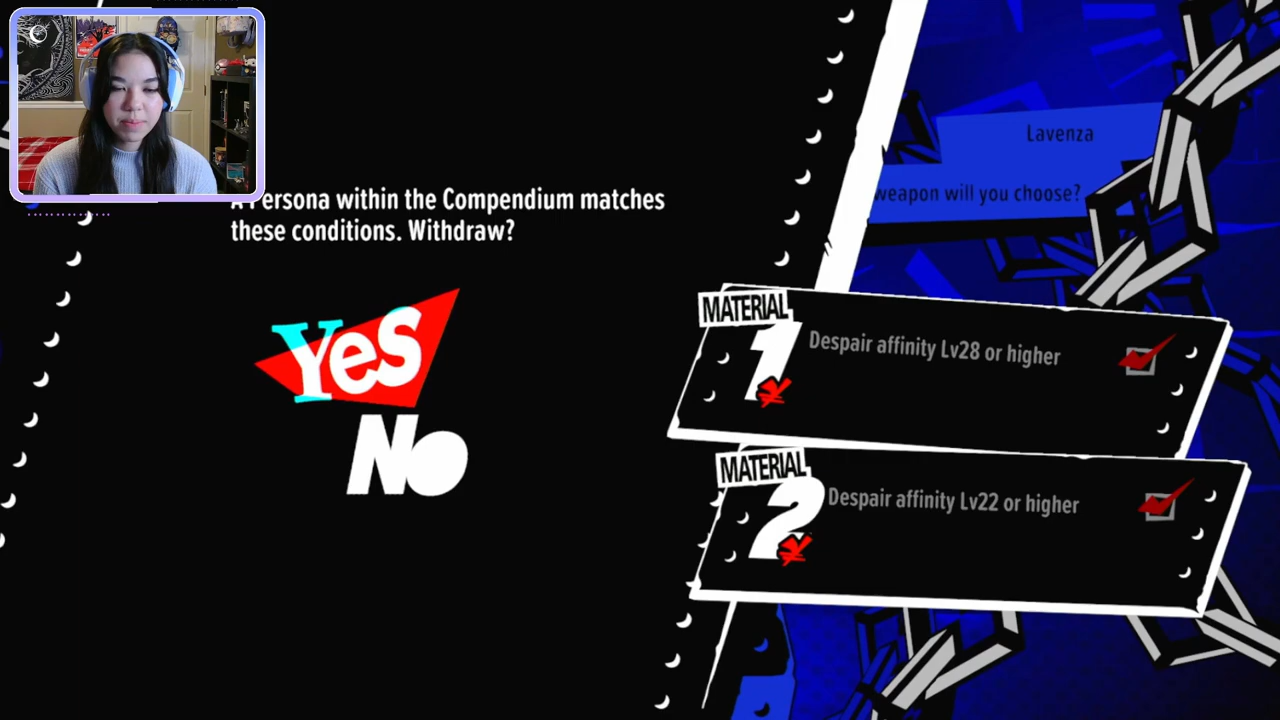 Persona within the Compendium matches
these conditions. Withdraw?
Yes
No
Lavenza
weapon will you choose?
MATERIAL
1
Despair affinity Lv28 or higher
MATERIAL
2
Despair affinity Lv22 or higher